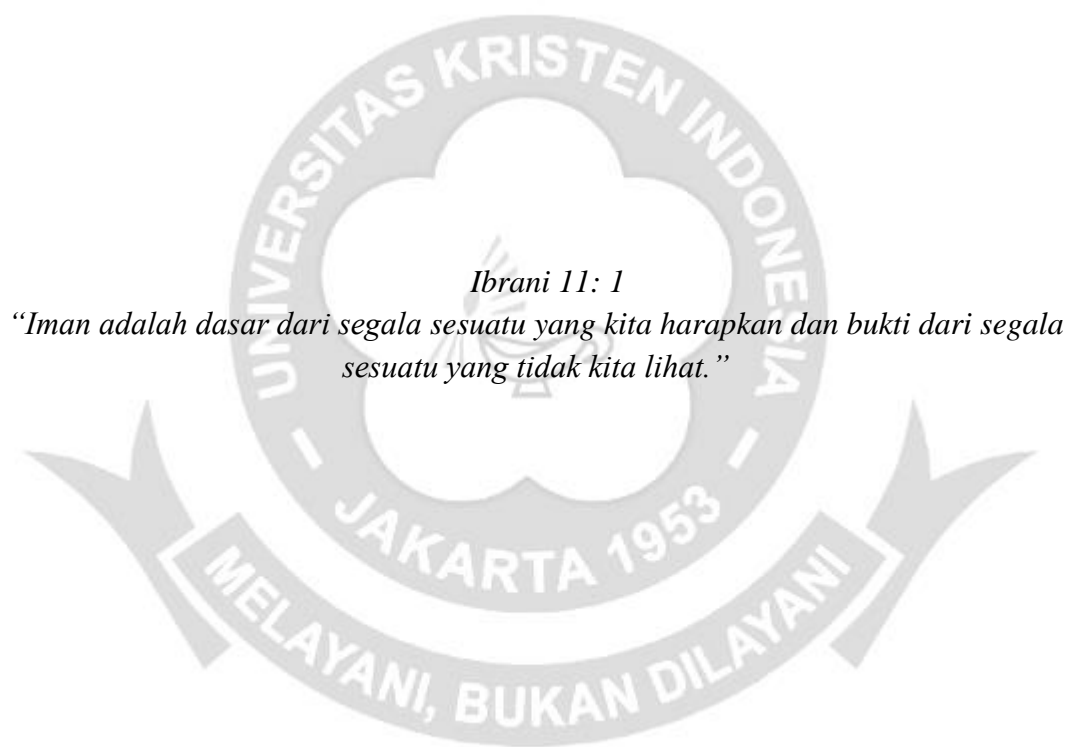 UNIVERSITAS KRISTEN INDONESIA
Ibrani 11: 1
“Iman adalah dasar dari segala sesuatu yang kita harapkan dan bukti dari segala
sesuatu yang tidak kita lihat.”
- JAKARTA 1953 -
MELAYANI, BUKAN DILAYANI